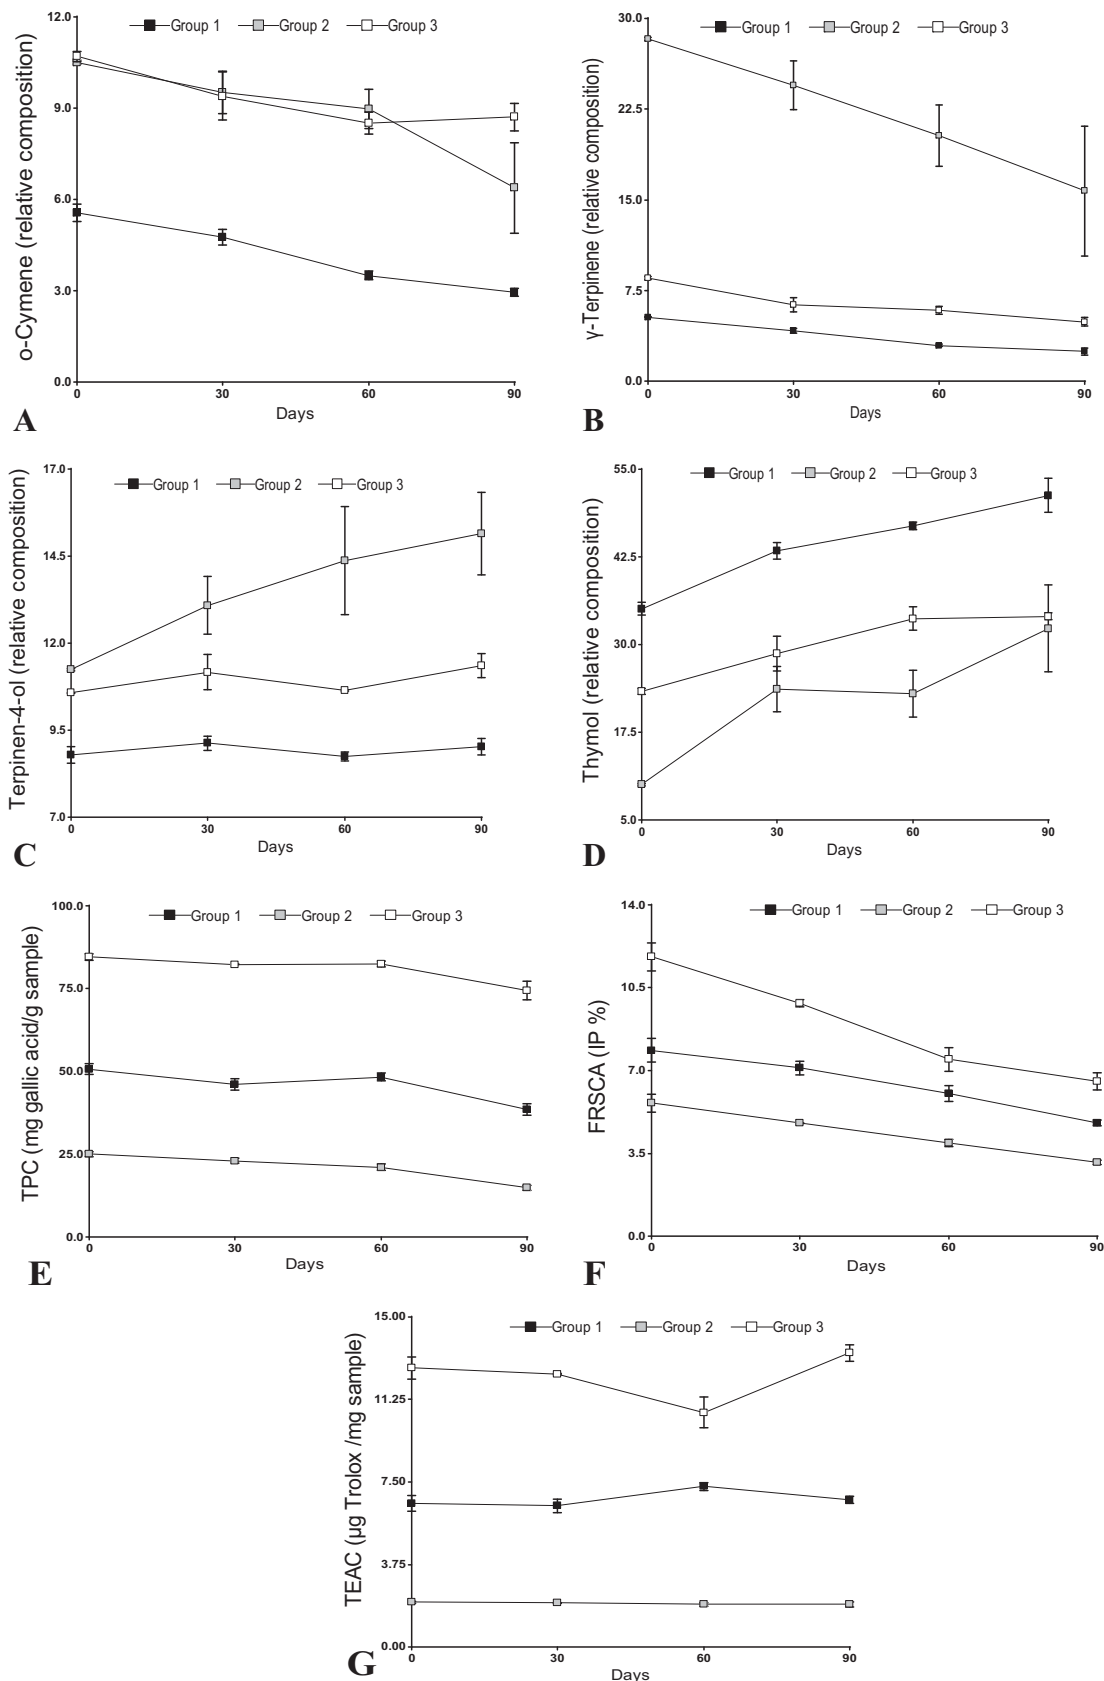 Group 1 Group 2 Group 3
o-Cymene (relative composition)
12.0
9.0
6.0
3.0
0.0
0 30 60 90
Days
A
Group 1 Group 2 Group 3
γ-Terpinene (relative composition)
30.0
22.5
15.0
7.5
0.0
0 30 60 90
Days
B
Group 1 Group 2 Group 3
Terpinen-4-ol (relative composition)
17.0
14.5
12.0
9.5
7.0
0 30 60 90
Days
C
Group 1 Group 2 Group 3
Thymol (relative composition)
55.0
42.5
30.0
17.5
5.0
0 30 60 90
Days
D
Group 1 Group 2 Group 3
TPC (mg gallic acid/g sample)
100.0
75.0
50.0
25.0
0.0
0 30 60 90
Days
E
Group 1 Group 2 Group 3
FRSCA (IP %)
14.0
10.5
7.0
3.5
0.0
0 30 60 90
Days
F
Group 1 Group 2 Group 3
TEAC (µg Trolox /mg sample)
15.00
11.25
7.50
3.75
0.00
0 30 60 90
Days
G